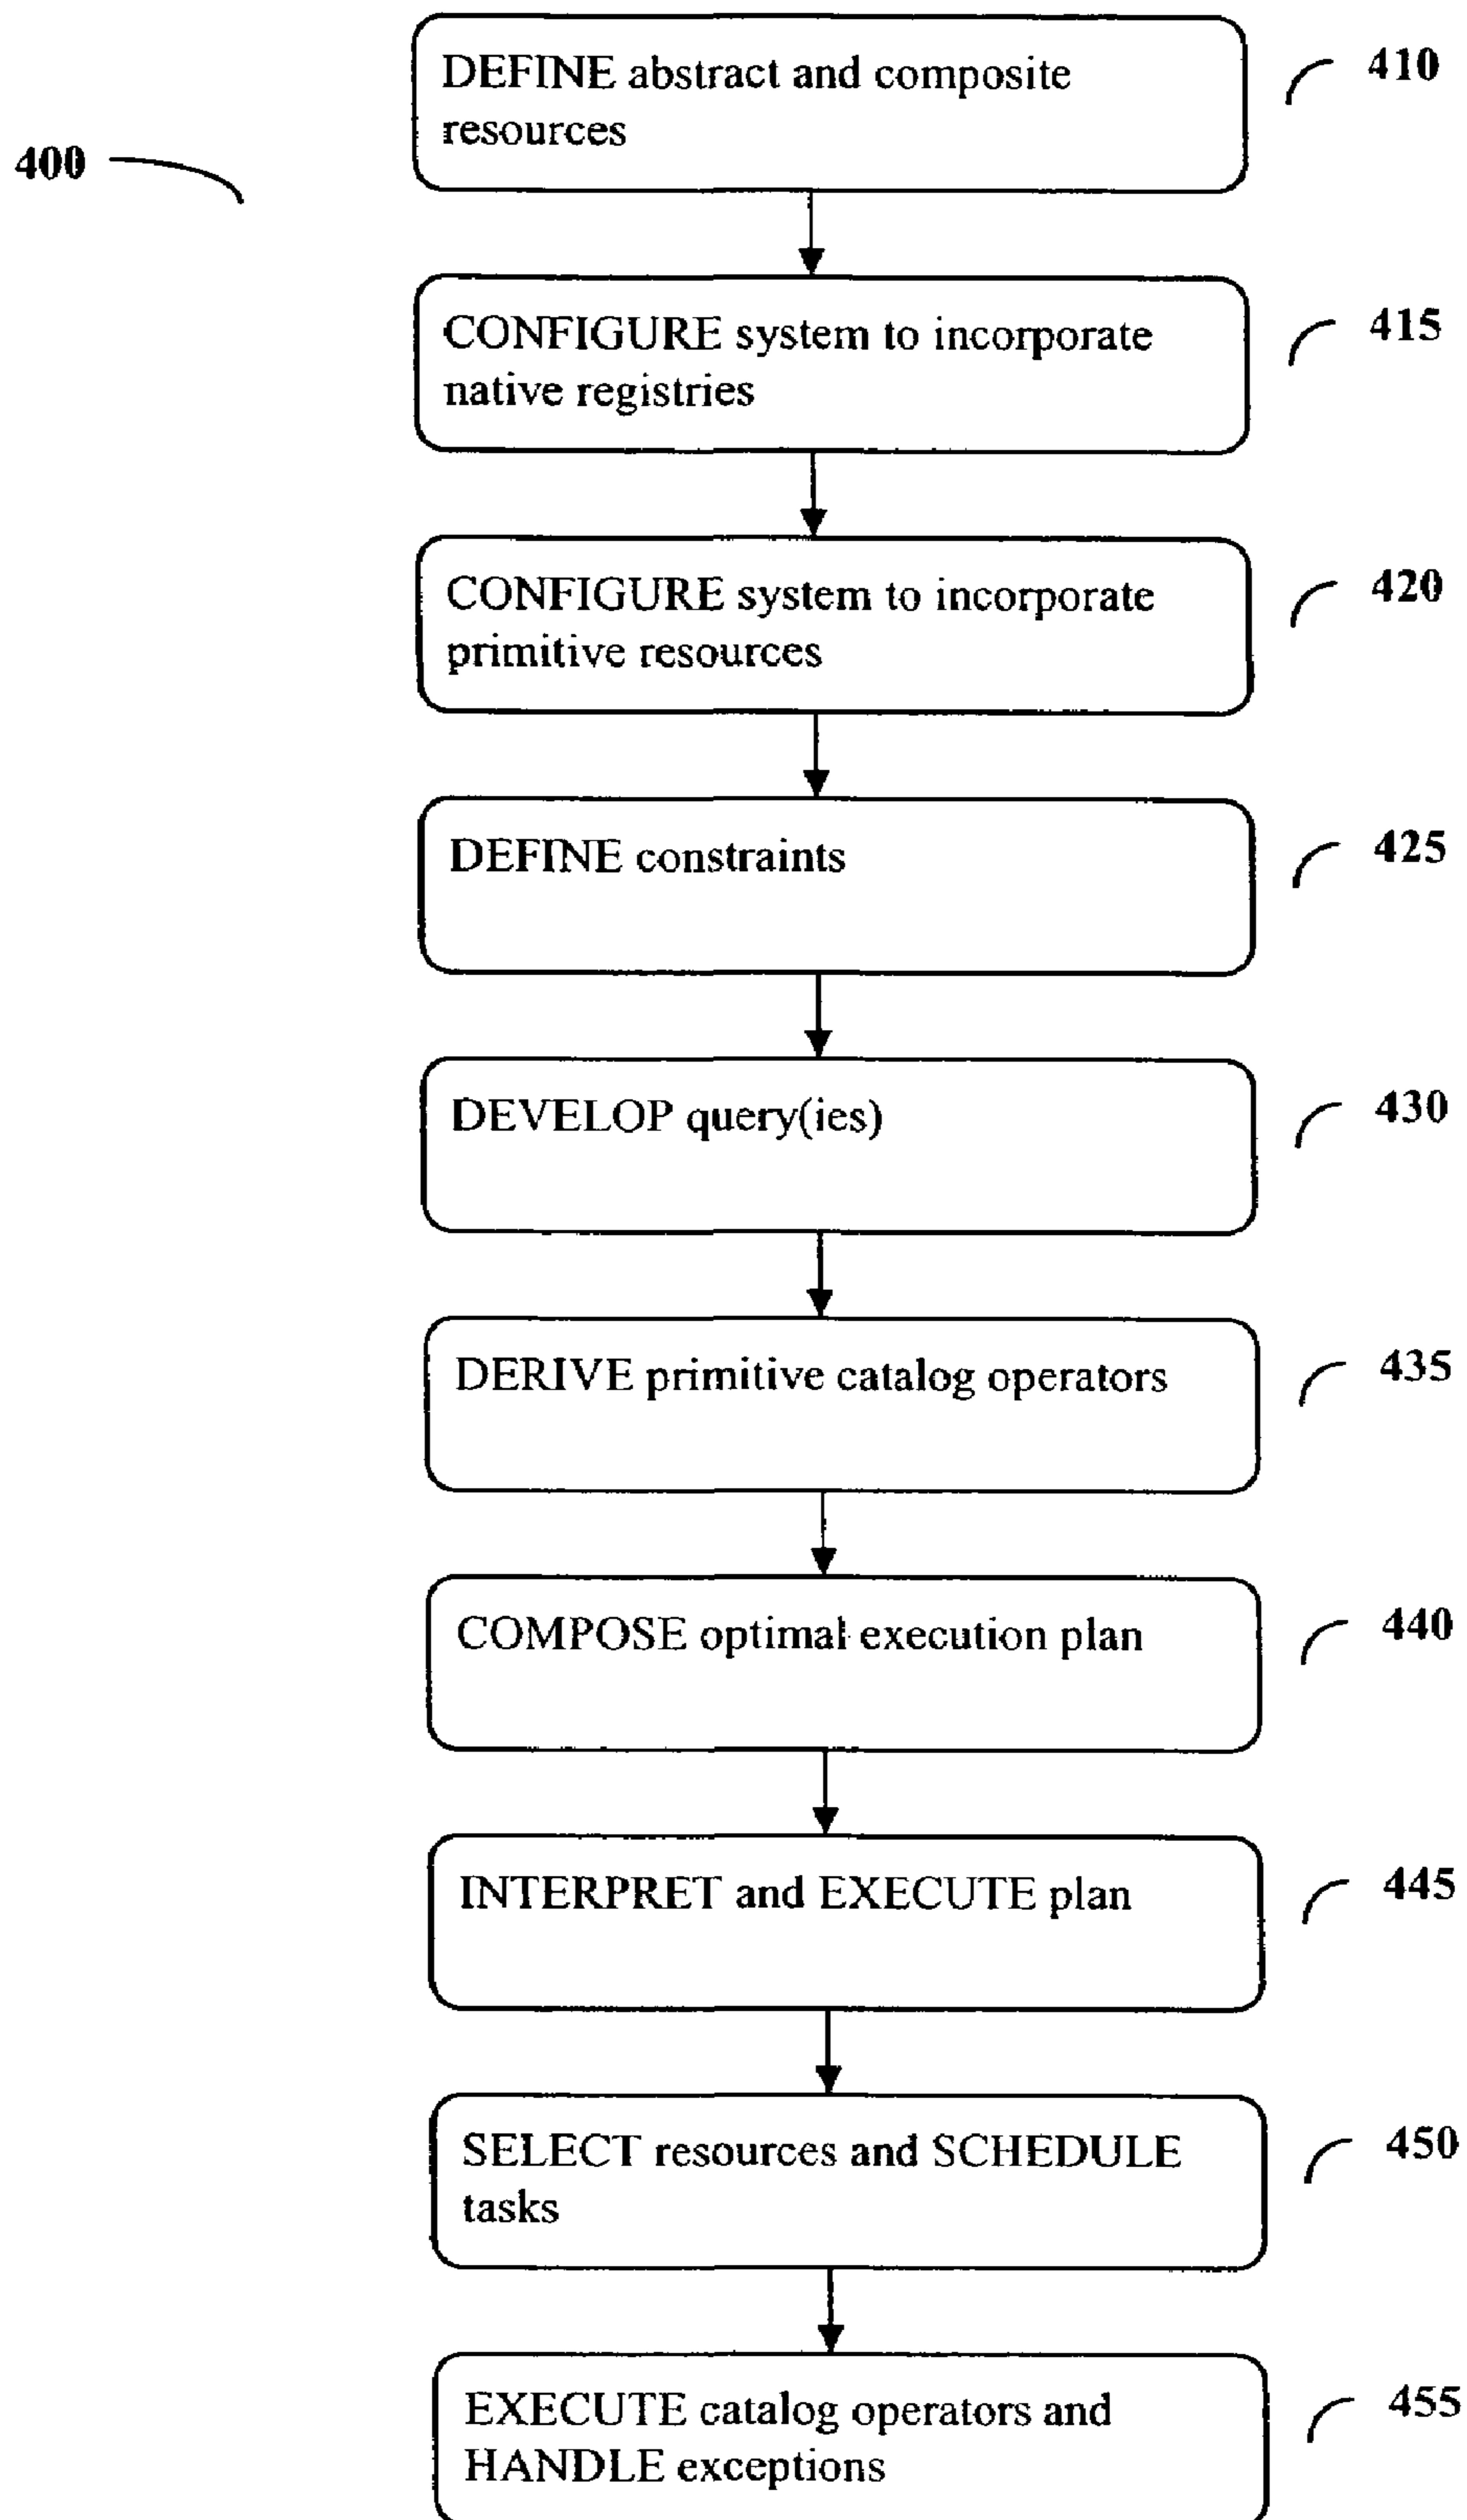 DEFINE abstract and composite
resources
410
400
CONFIGURE system to incorporate
native registries
415
CONFIGURE system to incorporate
primitive resources
420
DEFINE constraints
425
DEVELOP query(ies)
430
DERIVE primitive catalog operators
435
COMPOSE optimal execution plan
440
INTERPRET and EXECUTE plan
445
SELECT resources and SCHEDULE
tasks
450
EXECUTE catalog operators and
HANDLE exceptions
455